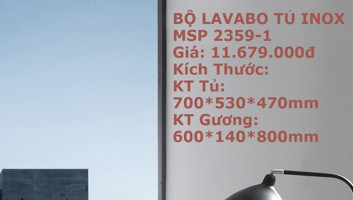 BỘ LAVABO TỦ INOX
MSP 2359-1
Giá: 11.679.000đ
Kích Thước:
KT Tủ:
700*530*470mm
KT Gương:
600*140*800mm